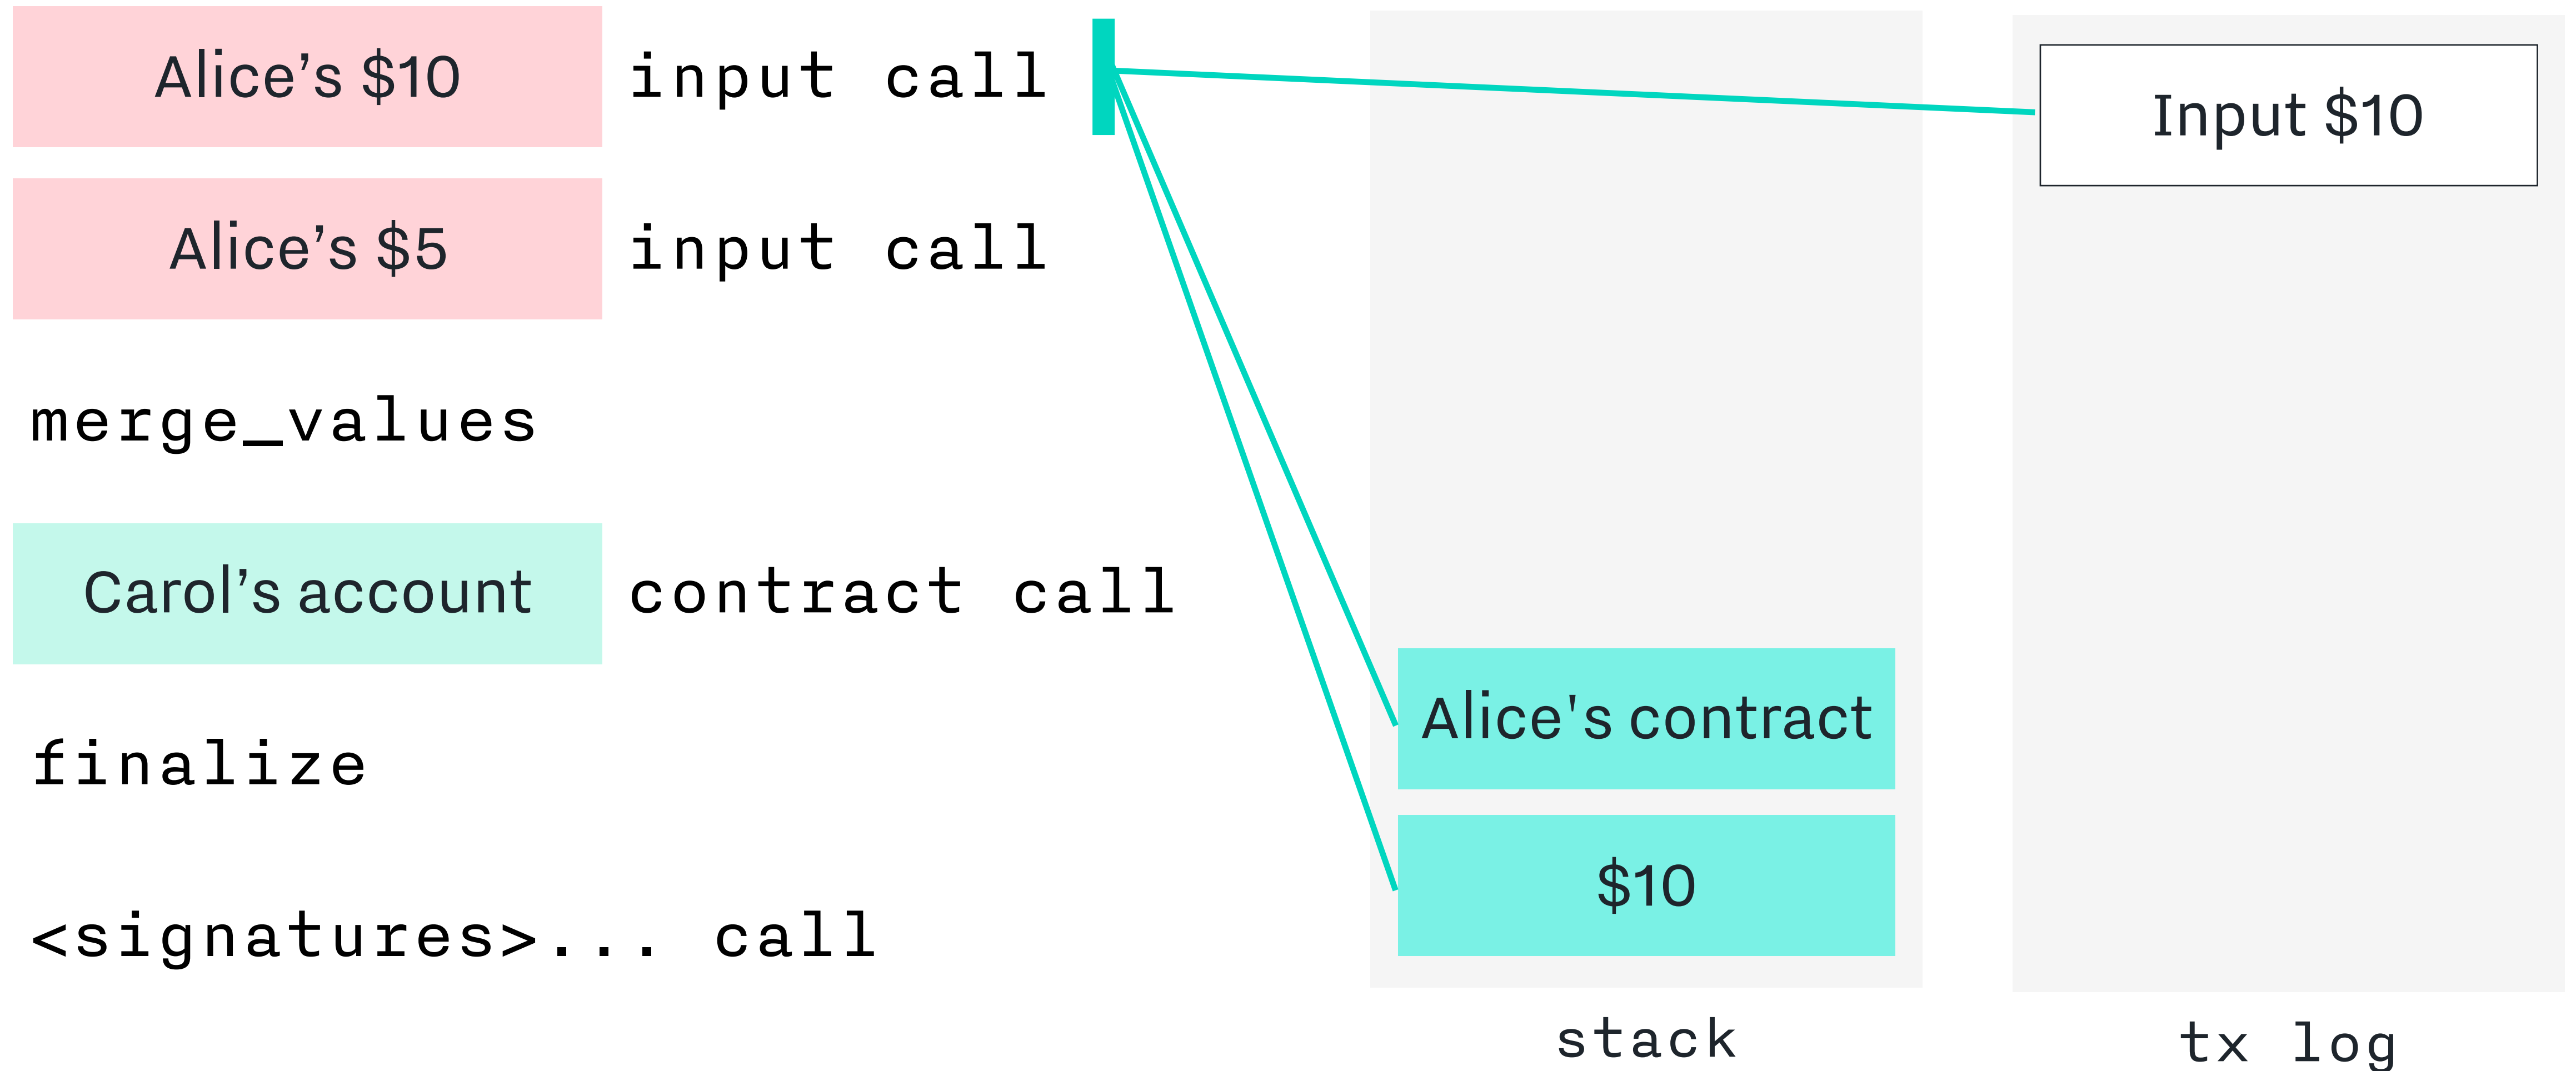 Alice’s $10 input call
Alice’s $5 input call
merge_values
Carol’s account contract call
finalize
<signatures>... call
Alice's contract
$10
stack
Input $10
tx log